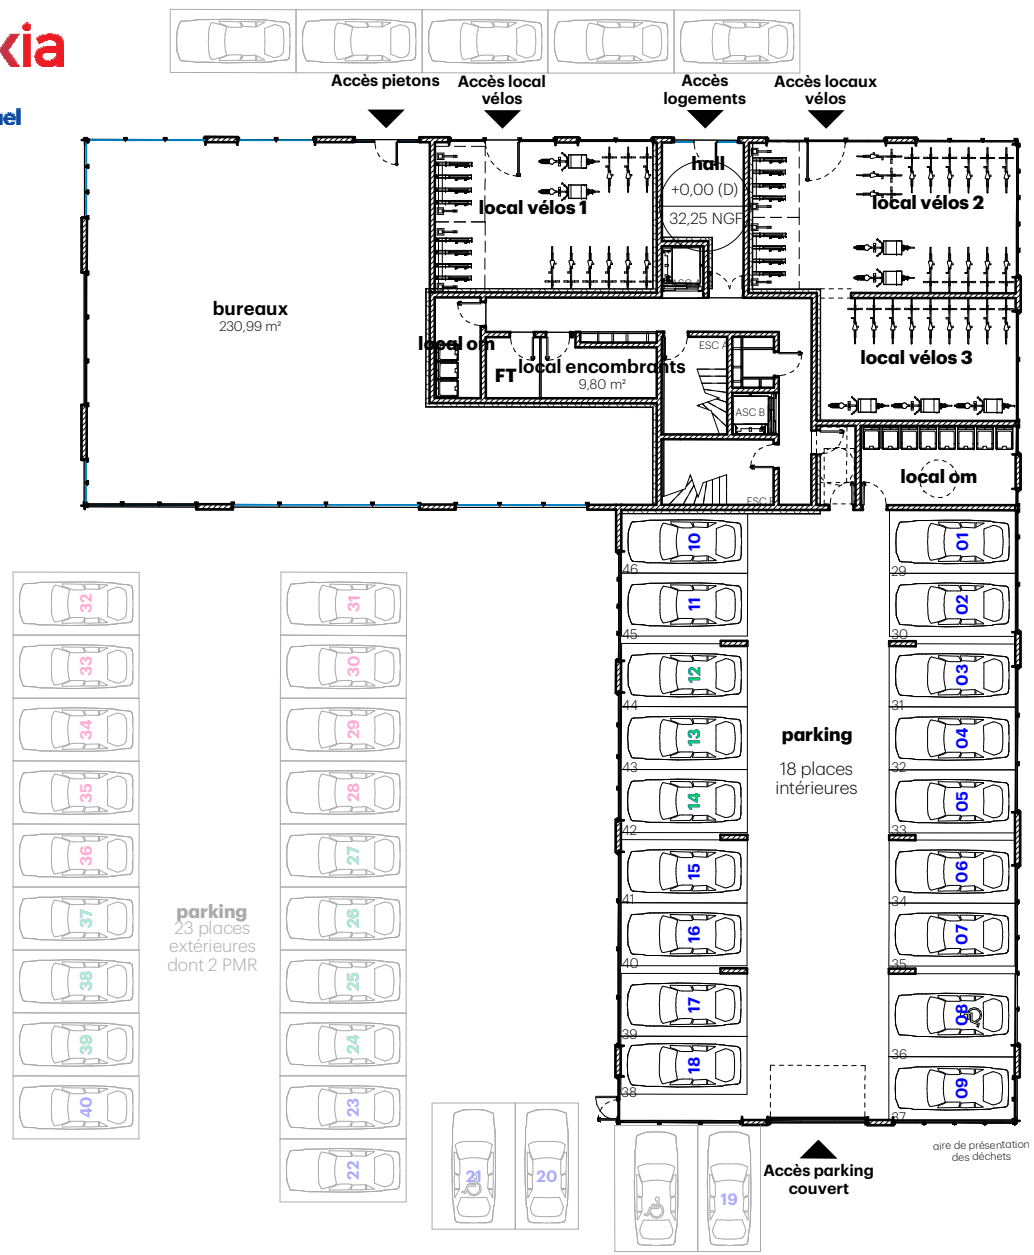 kia
el
Accès pietons
Accès local
vélos
Accès
logements
Accès locaux
vélos
hall
+0,00 (D)
32,25 NGF
local vélos 1
local vélos 2
bureaux
230,99 m²
local om
FT
local encombrants
9,80 m²
ESC A
ASC B
local vélos 3
local om
10
46
11
45
12
44
13
43
14
42
15
41
16
40
17
39
18
38
01
29
02
30
03
31
04
32
05
33
06
34
07
35
08
36
09
37
parking
18 places
intérieures
32
33
34
35
36
37
38
39
40
31
30
29
28
27
26
25
24
23
22
parking
23 places
extérieures
dont 2 PMR
21
20
19
Accès parking
couvert
aire de présentation
des déchets